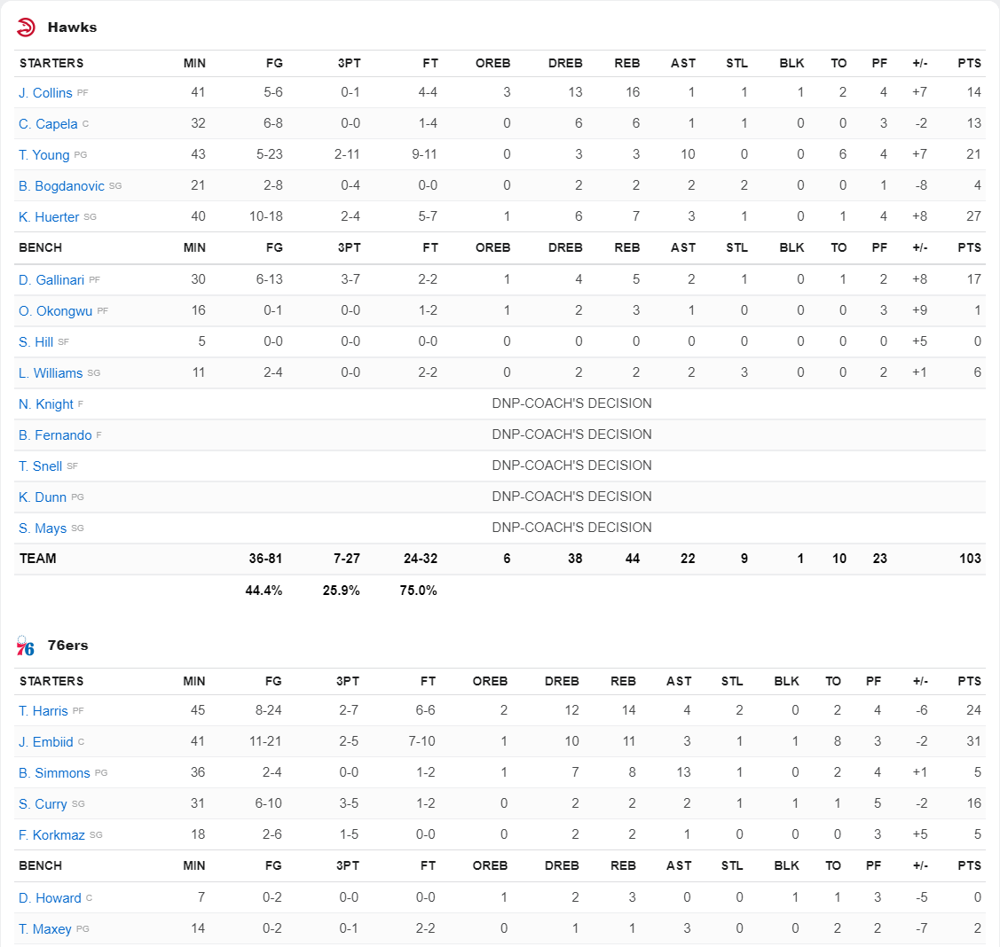 Hawks
STARTERS MIN FG 3PT FT OREB DREB REB AST STL BLK TO PF +/- PTS
J. Collins PF 41 5-6 0-1 4-4 3 13 16 1 1 1 2 4 +7 14
C. Capela C 32 6-8 0-0 1-4 0 6 6 1 1 0 0 3 -2 13
T. Young PG 43 5-23 2-11 9-11 0 3 3 10 0 0 6 4 +7 21
B. Bogdanovic SG 21 2-8 0-4 0-0 0 2 2 2 2 0 0 1 -8 4
K. Huerter SG 40 10-18 2-4 5-7 1 6 7 3 1 0 1 4 +8 27
BENCH MIN FG 3PT FT OREB DREB REB AST STL BLK TO PF +/- PTS
D. Gallinari PF 30 6-13 3-7 2-2 1 4 5 2 1 0 1 2 +8 17
O. Okongwu PF 16 0-1 0-0 1-2 1 2 3 1 0 0 0 3 +9 1
S. Hill SF 5 0-0 0-0 0-0 0 0 0 0 0 0 0 0 +5 0
L. Williams SG 11 2-4 0-0 2-2 0 2 2 2 3 0 0 2 +1 6
N. Knight F DNP-COACH'S DECISION
B. Fernando F DNP-COACH'S DECISION
T. Snell SF DNP-COACH'S DECISION
K. Dunn PG DNP-COACH'S DECISION
S. Mays SG DNP-COACH'S DECISION
TEAM 36-81 7-27 24-32 6 38 44 22 9 1 10 23 103
44.4% 25.9% 75.0%
76 76ers
STARTERS MIN FG 3PT FT OREB DREB REB AST STL BLK TO PF +/- PTS
T. Harris PF 45 8-24 2-7 6-6 2 12 14 4 2 0 2 4 -6 24
J. Embiid C 41 11-21 2-5 7-10 1 10 11 3 1 1 8 3 -2 31
B. Simmons PG 36 2-4 0-0 1-2 1 7 8 13 1 0 2 4 +1 5
S. Curry SG 31 6-10 3-5 1-2 0 2 2 2 1 1 1 5 -2 16
F. Korkmaz SG 18 2-6 1-5 0-0 0 2 2 1 0 0 0 3 +5 5
BENCH MIN FG 3PT FT OREB DREB REB AST STL BLK TO PF +/- PTS
D. Howard C 7 0-2 0-0 0-0 1 2 3 0 0 1 1 3 -5 0
T. Maxey PG 14 0-2 0-1 2-2 0 1 1 3 0 0 2 2 -7 2